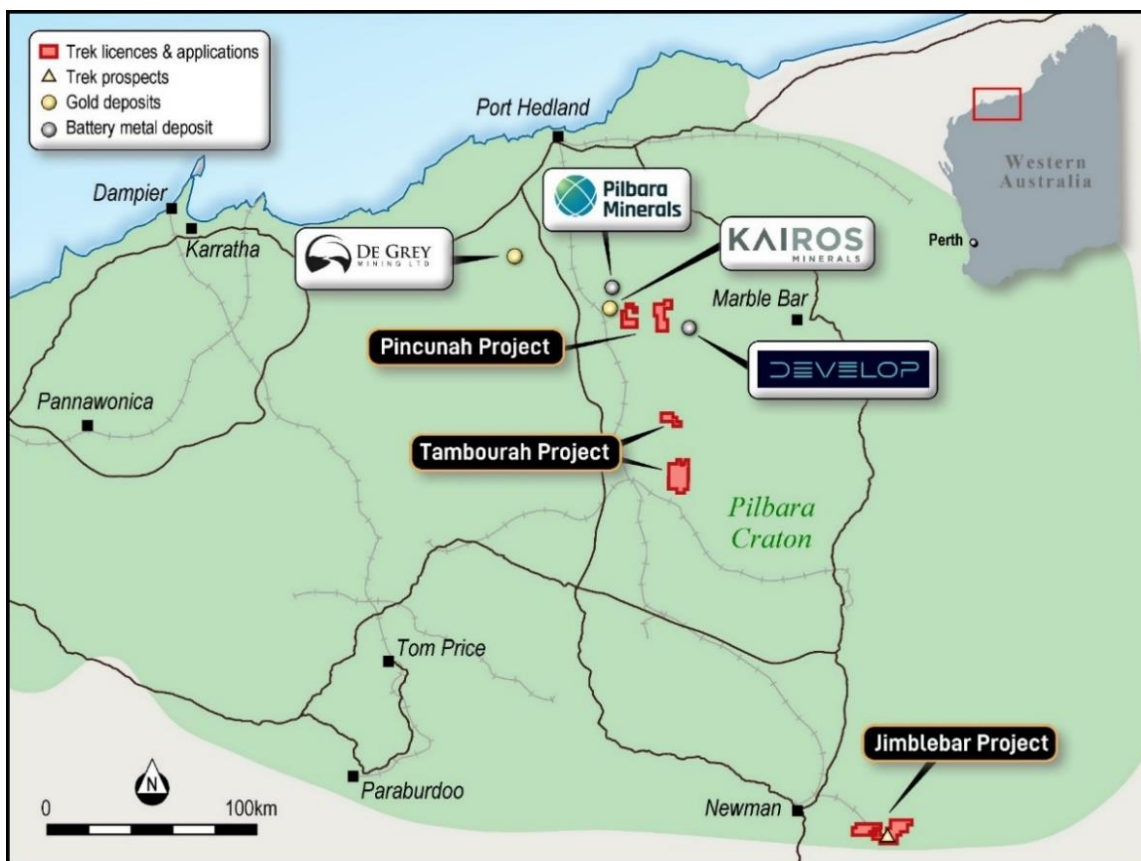 Trek licences & applications
Trek prospects
Gold deposits
Battery metal deposit
Port Hedland
Western
Australia
Perth
Dampier
Karratha
Pilbara
Minerals
DE GREY
MINING LTD
KAIROS
MINERALS
Marble Bar
Pincunah Project
DEVELOP
Pannawonica
Tambourah Project
Pilbara
Craton
Tom Price
Jimblebar Project
N
0 100km
Paraburdoo
Newman